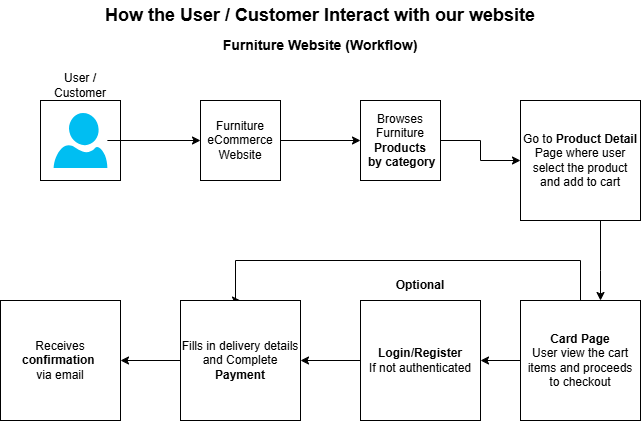 How the User / Customer Interact with our website
Furniture Website (Workflow)
User /
Customer
Furniture
eCommerce
Website
Browses
Furniture
Products
by category
Go to Product Detail
Page where user
select the product
and add to cart
Optional
Receives
confirmation
via email
Fills in delivery details
and Complete
Payment
Login/Register
If not authenticated
Card Page
User view the cart
items and proceeds
to checkout